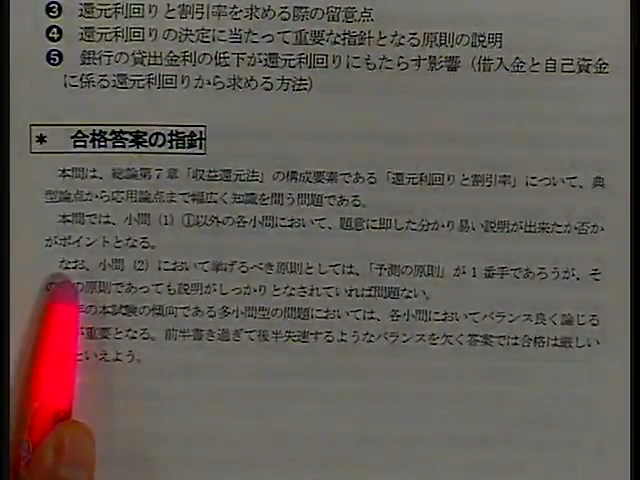 ❸ 還元利回りと割引率を求める際の留意点
❹ 還元利回りの決定に当たって重要な指針となる原則の説明
❺ 銀行の貸出金利の低下が還元利回りにもたらす影響（借入金と自己資金
に係る還元利回りから求める方法）
＊ 合格答案の指針
本問は、総論第７章「収益還元法」の構成要素である「還元利回りと割引率」について、典
型論点から応用論点まで幅広く知識を問う問題である。
本問では、小問（1）①以外の各小問において、題意に即した分かり易い説明が出来たか否か
がポイントとなる。
なお、小問（2）において挙げるべき原則としては、「予測の原則」が１番手であろうが、そ
の原則であっても説明がしっかりとなされていれば問題ない。
年の本試験の傾向である多小問型の問題においては、各小問においてバランス良く論じる
が重要となる。前半書き過ぎて後半失速するようなバランスを欠く答案では合格は厳しい
といえよう。